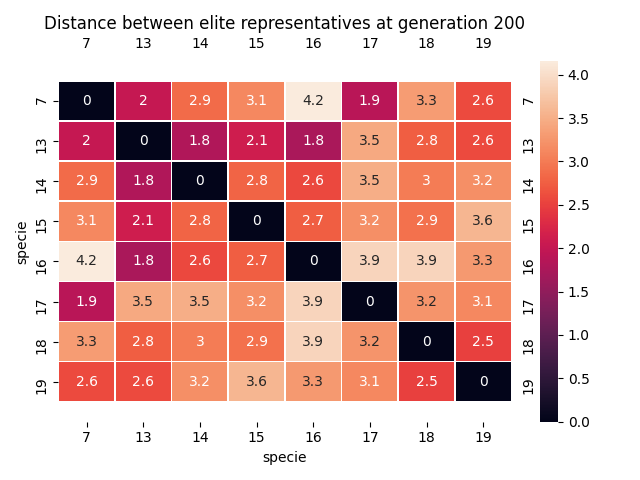 Distance between elite representatives at generation 200
7 13 14 15 16 17 18 19
7 0 2 2.9 3.1 4.2 1.9 3.3 2.6 7
13 2 0 1.8 2.1 1.8 3.5 2.8 2.6 13
14 2.9 1.8 0 2.8 2.6 3.5 3 3.2 14
15 3.1 2.1 2.8 0 2.7 3.2 2.9 3.6 15
16 4.2 1.8 2.6 2.7 0 3.9 3.9 3.3 16
17 1.9 3.5 3.5 3.2 3.9 0 3.2 3.1 17
18 3.3 2.8 3 2.9 3.9 3.2 0 2.5 18
19 2.6 2.6 3.2 3.6 3.3 3.1 2.5 0 19
7 13 14 15 16 17 18 19
specie
specie
4.0
3.5
3.0
2.5
2.0
1.5
1.0
0.5
0.0